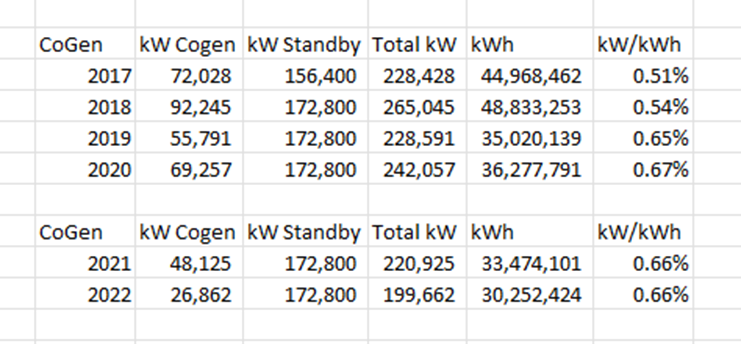 CoGen kW Cogen kW Standby Total kW kWh kW/kWh
2017 72,028 156,400 228,428 44,968,462 0.51%
2018 92,245 172,800 265,045 48,833,253 0.54%
2019 55,791 172,800 228,591 35,020,139 0.65%
2020 69,257 172,800 242,057 36,277,791 0.67%
CoGen kW Cogen kW Standby Total kW kWh kW/kWh
2021 48,125 172,800 220,925 33,474,101 0.66%
2022 26,862 172,800 199,662 30,252,424 0.66%